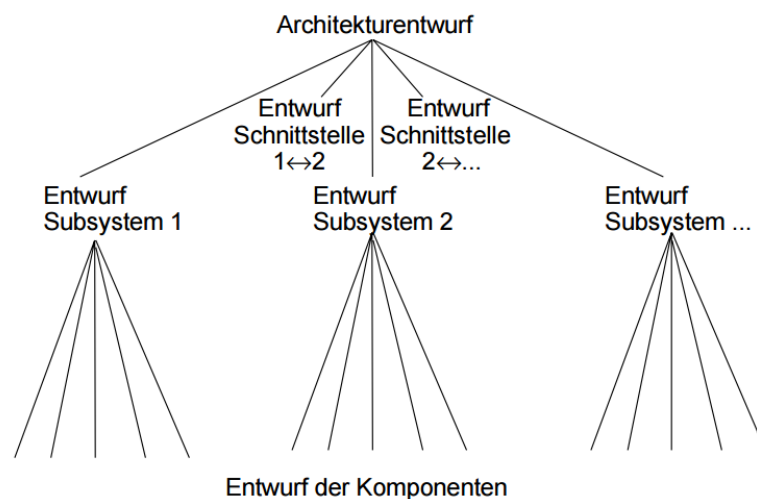 Architekturentwurf
Entwurf
Schnittstelle
1↔2
Entwurf
Schnittstelle
2↔...
Entwurf
Subsystem 1
Entwurf
Subsystem 2
Entwurf
Subsystem ...
Entwurf der Komponenten